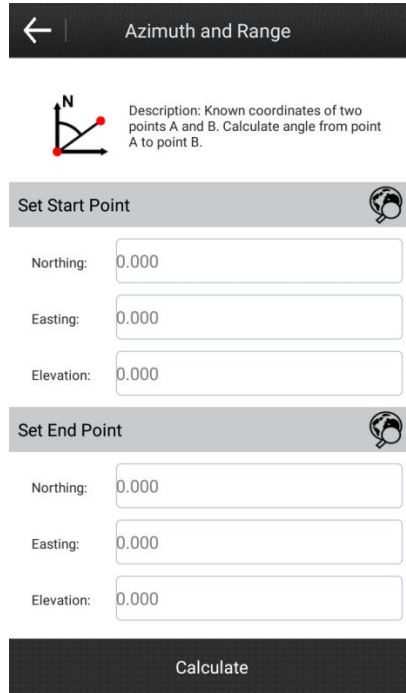 Azimuth and Range
N
Description: Known coordinates of two
points A and B. Calculate angle from point
A to point B.
Set Start Point
Northing: 0.000
Easting: 0.000
Elevation: 0.000
Set End Point
Northing: 0.000
Easting: 0.000
Elevation: 0.000
Calculate